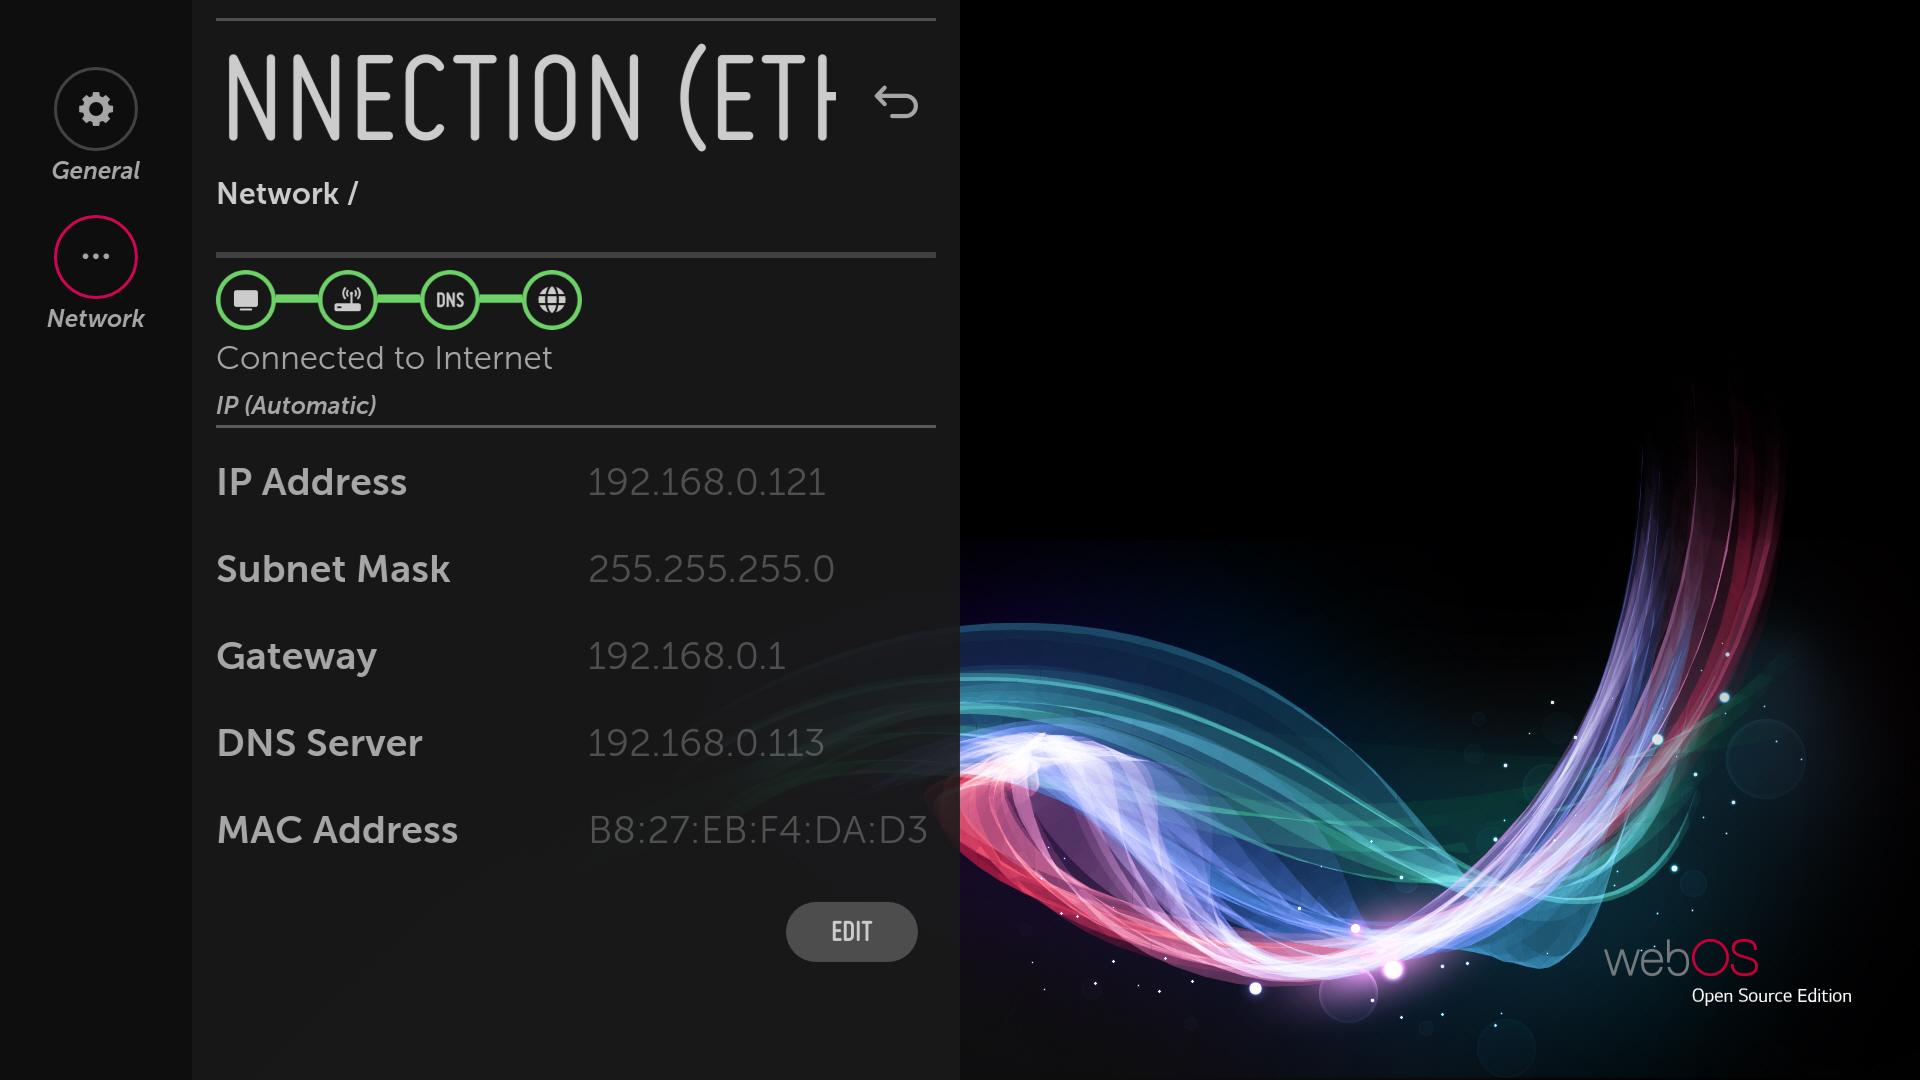 NNECTION (ETH
General
Network /
Network
DNS
Connected to Internet
IP (Automatic)
IP Address 192.168.0.121
Subnet Mask 255.255.255.0
Gateway 192.168.0.1
DNS Server 192.168.0.113
MAC Address B8:27:EB:F4:DA:D3
EDIT
webOS
Open Source Edition